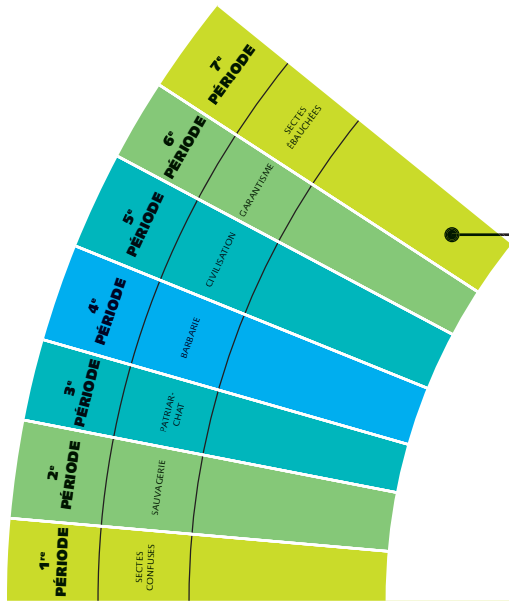 7e
PÉRIODE
SECTES
ÉBAUCHÉES
6e
PÉRIODE
GARANTISME
5e
PÉRIODE
CIVILISATION
4e
PÉRIODE
BARBARIE
3e
PÉRIODE
PATRIAR-
CHAT
2e
PÉRIODE
SAUVAGERIE
1re
PÉRIODE
SECTES
CONFUSES